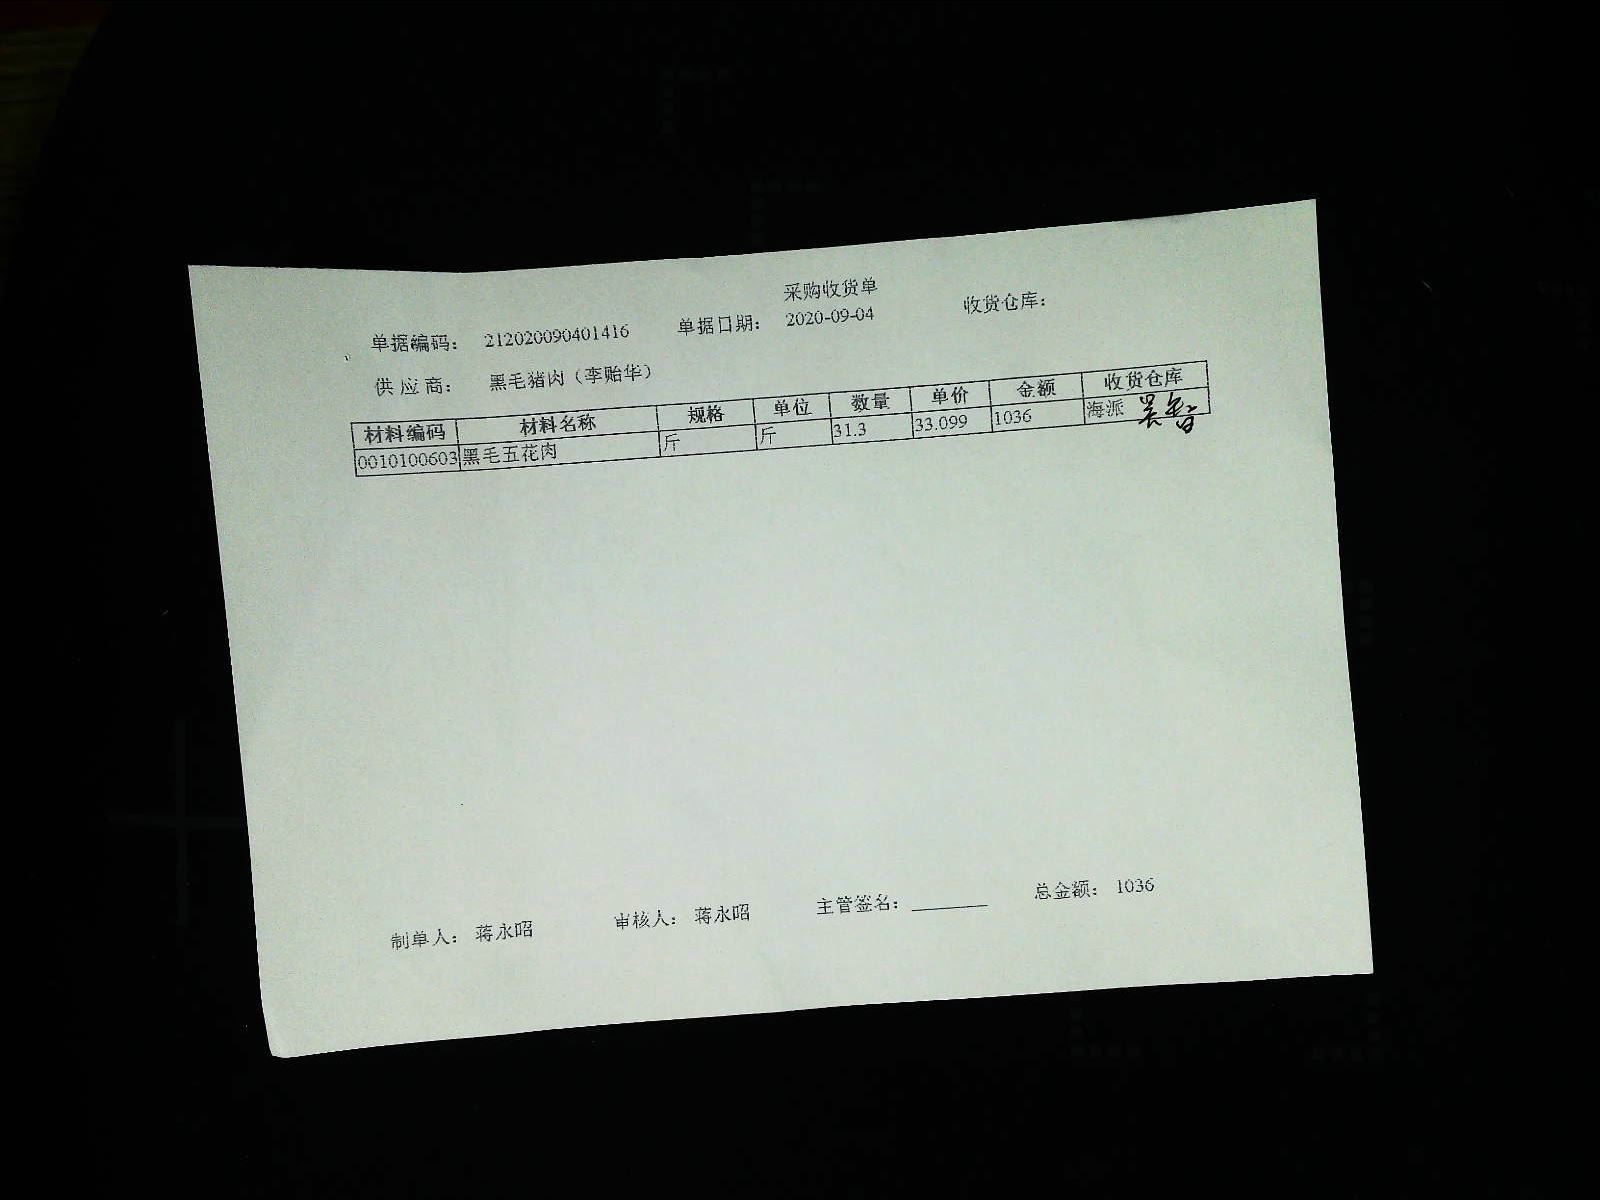 采购收货单
单据编码： 212020090401416 单据日期： 2020-09-04 收货仓库：
供应商： 黑毛猪肉（李贻华）
材料编码 材料名称 规格 单位 数量 单价 金额 收货仓库
0010100603 黑毛五花肉 斤 斤 31.3 33.099 1036 海派
制单人： 蒋永昭 审核人： 蒋永昭 主管签名： 总金额： 1036